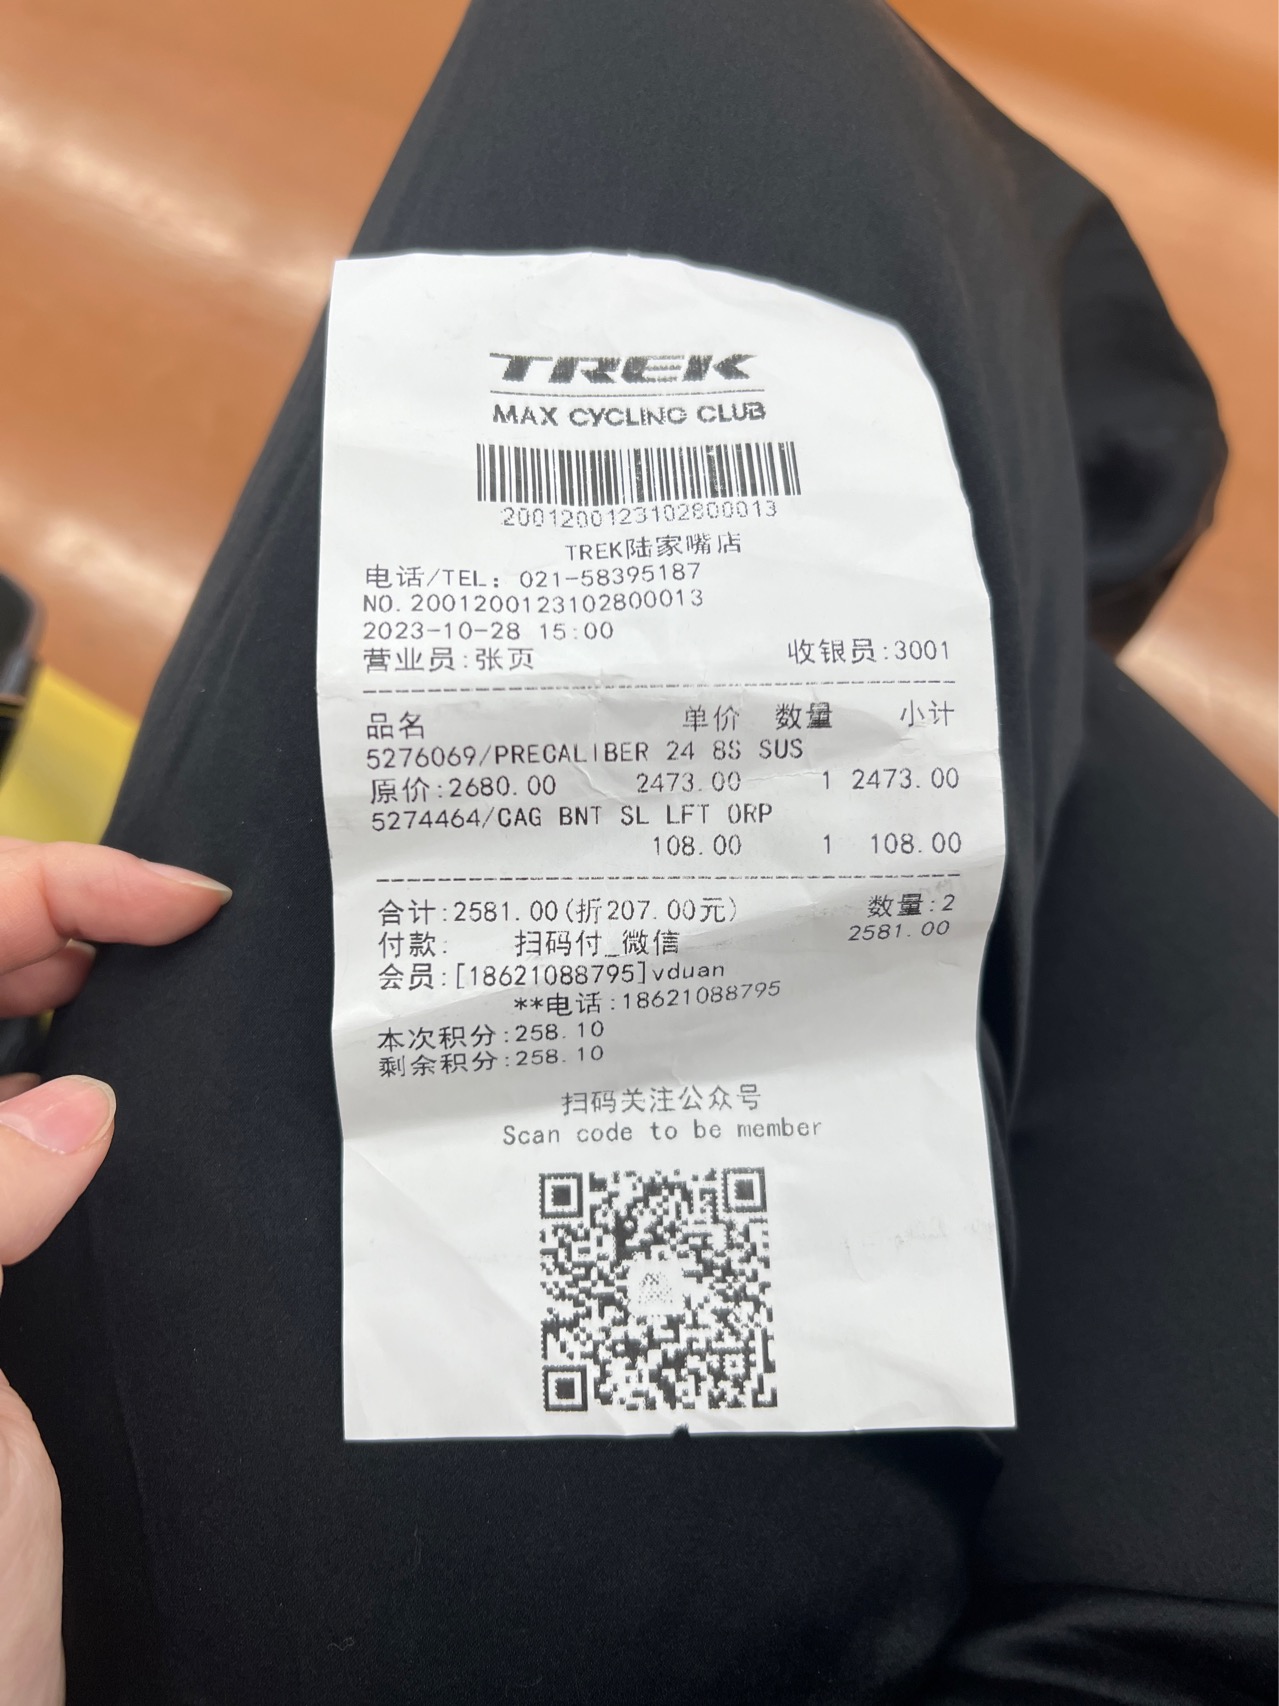 TREK
MAX CYCLING CLUB
2001200123102800013
TREK陆家嘴店
电话/TEL: 021-58395187
NO.2001200123102800013
2023-10-28 15:00
营业员:张页 收银员:3001
品名 单价 数量 小计
5276069/PRECALIBER 24 8S SUS
原价:2680.00 2473.00 1 2473.00
5274464/CAG BNT SL LFT ORP
108.00 1 108.00
合计:2581.00(折207.00元) 数量:2
付款: 扫码付_微信 2581.00
会员:[18621088795]vduan
**电话:18621088795
本次积分:258.10
剩余积分:258.10
扫码关注公众号
Scan code to be member